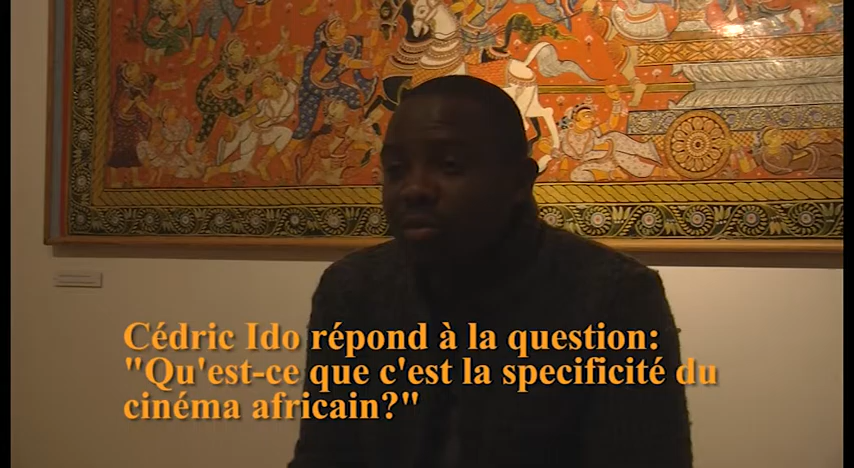 Cédric Ido répond à la question:
"Qu'est-ce que c'est la specificité du
cinéma africain?"